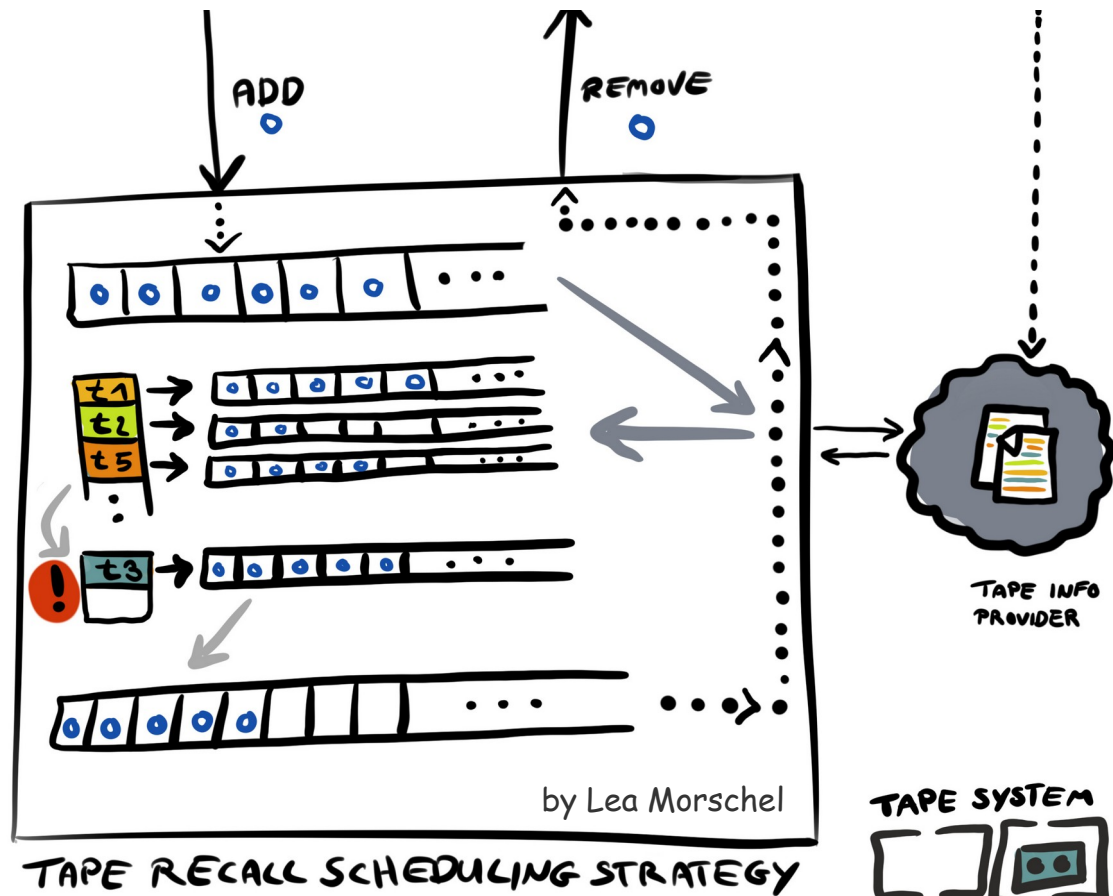 ADD
REMOVE
t1
t2
t5
!
t3
TAPE INFO
PROVIDER
by Lea Morschel
TAPE SYSTEM
TAPE RECALL SCHEDULING STRATEGY